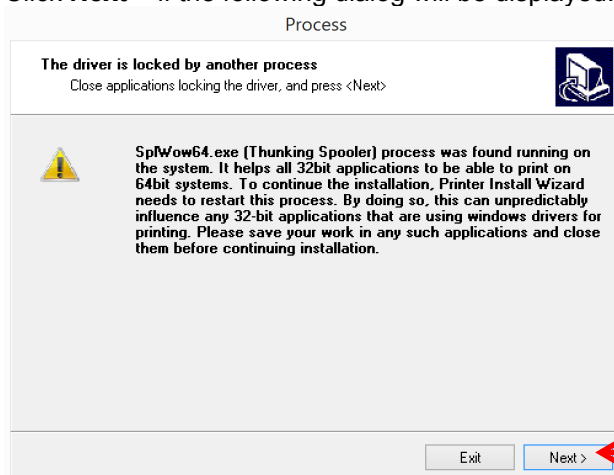 Click Next – if the following dialog will be displayed.
Process
The driver is locked by another process
Close applications locking the driver, and press <Next>
SplWow64.exe (Thunking Spooler) process was found running on
the system. It helps all 32bit applications to be able to print on
64bit systems. To continue the installation, Printer Install Wizard
needs to restart this process. By doing so, this can unpredictably
influence any 32-bit applications that are using windows drivers for
printing. Please save your work in any such applications and close
them before continuing installation.
Exit Next >